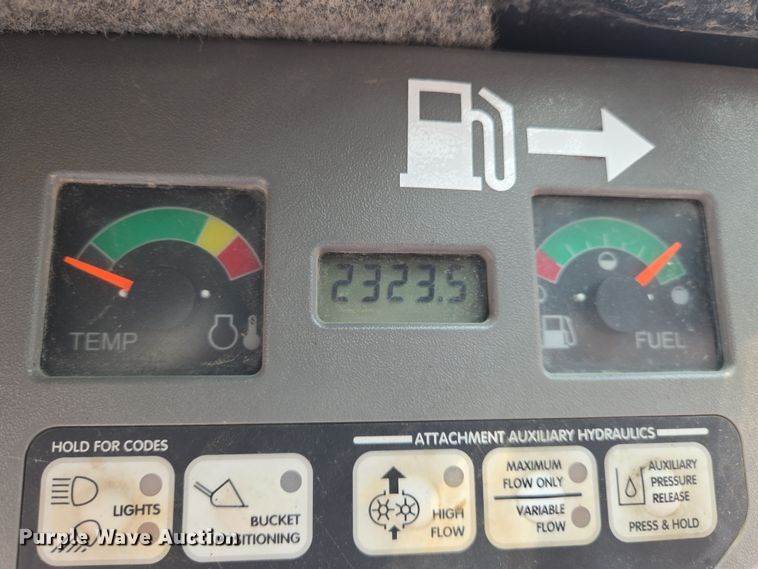 2323.5
TEMP
FUEL
HOLD FOR CODES
ATTACHMENT AUXILIARY HYDRAULICS
LIGHTS
BUCKET
HIGH
FLOW
MAXIMUM
FLOW ONLY
VARIABLE
FLOW
AUXILIARY
PRESSURE
RELEASE
PRESS & HOLD
Purple Wave Auction